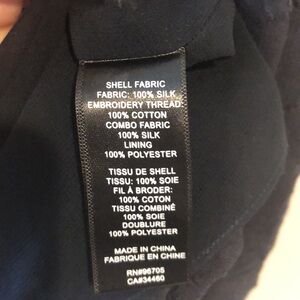 SHELL FABRIC
FABRIC: 100% SILK
EMBROIDERY THREAD:
100% COTTON
COMBO FABRIC
100% SILK
LINING
100% POLYESTER
TISSU DE SHELL
TISSU: 100% SOIE
FIL À BRODER:
100% COTON
TISSU COMBINÉ
100% SOIE
DOUBLURE
100% POLYESTER
MADE IN CHINA
FABRIQUE EN CHINE
RN#96705
CA#34460